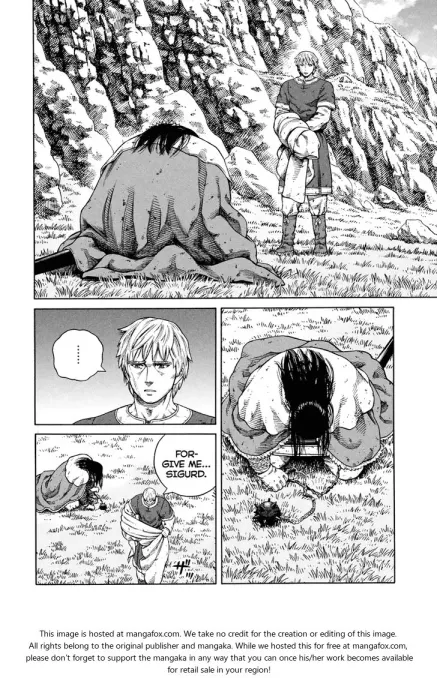 ......
FOR-
GIVE ME...
SIGURD.
ザ
!!
This image is hosted at mangafox.com. We take no credit for the creation or editing of this image.
All rights belong to the original publisher and mangaka. While we hosted this for free at mangafox.com,
please don't forget to support the mangaka in any way that you can once his/her work becomes available
for retail sale in your region!